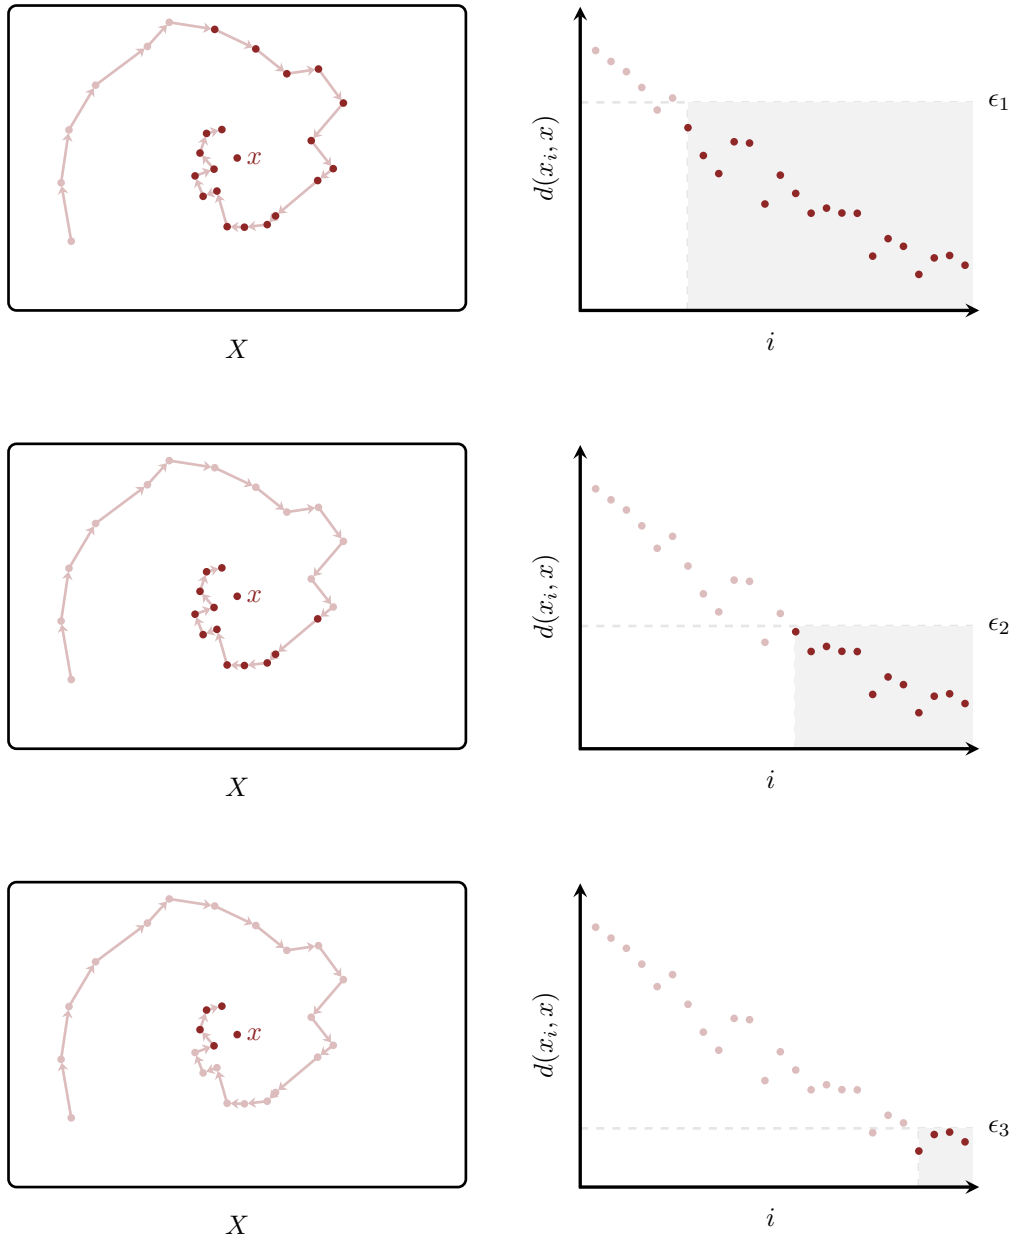 x
X
d(x_i, x)
ϵ_1
i
x
X
d(x_i, x)
ϵ_2
i
x
X
d(x_i, x)
ϵ_3
i